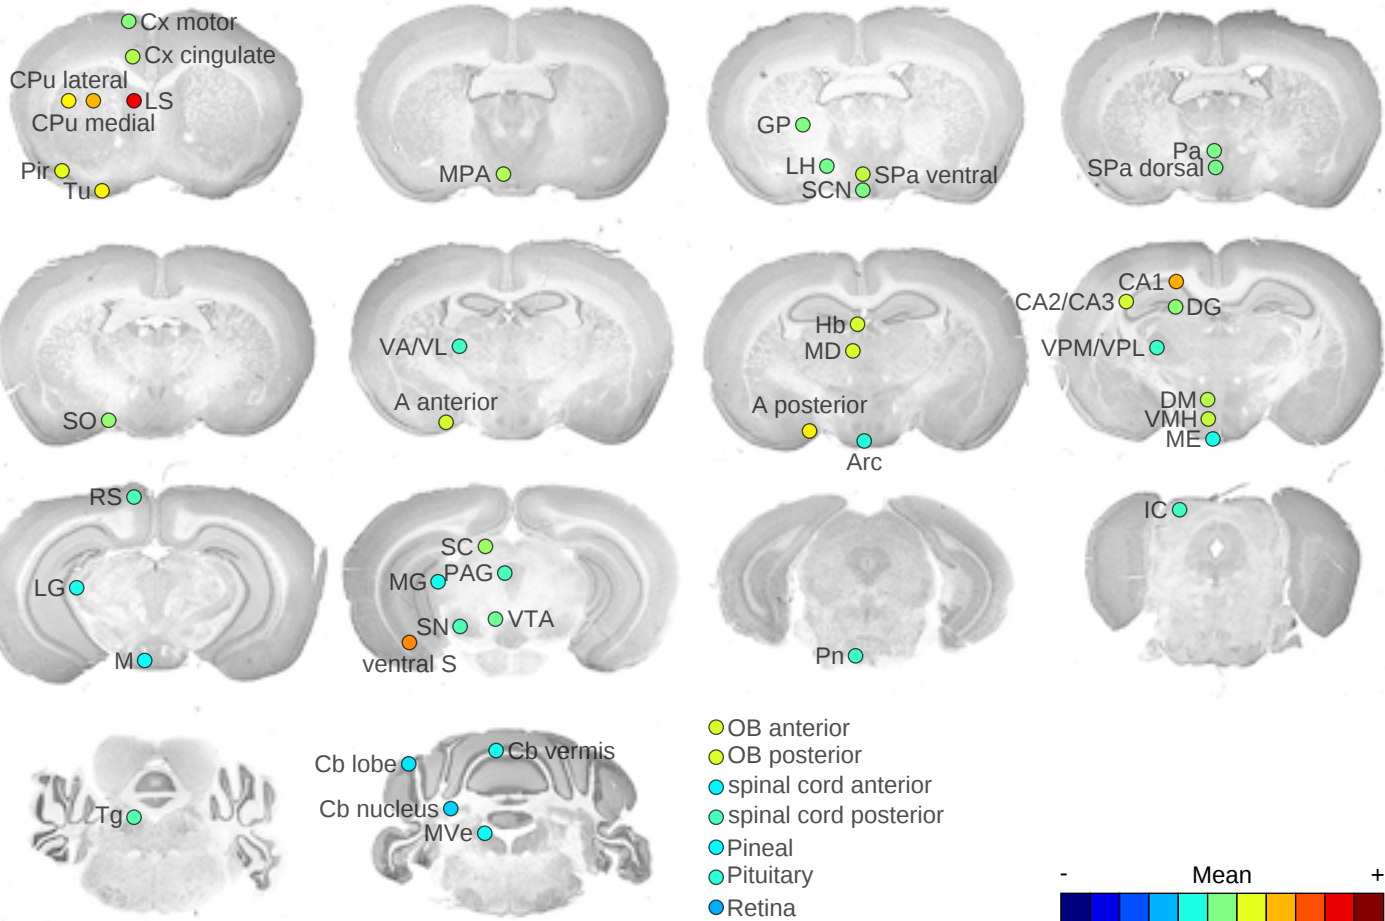 Cx motor
Cx cingulate
CPu lateral
LS
CPu medial
Pir
Tu
MPA
GP
LH
SPa ventral
SCN
Pa
SPa dorsal
SO
VA/VL
A anterior
Hb
MD
A posterior
Arc
CA1
CA2/CA3
DG
VPM/VPL
DM
VMH
ME
RS
LG
M
SC
PAG
MG
VTA
SN
ventral S
Pn
IC
Tg
Cb lobe
Cb vermis
Cb nucleus
MVe
OB anterior
OB posterior
spinal cord anterior
spinal cord posterior
Pineal
Pituitary
Retina
- Mean +